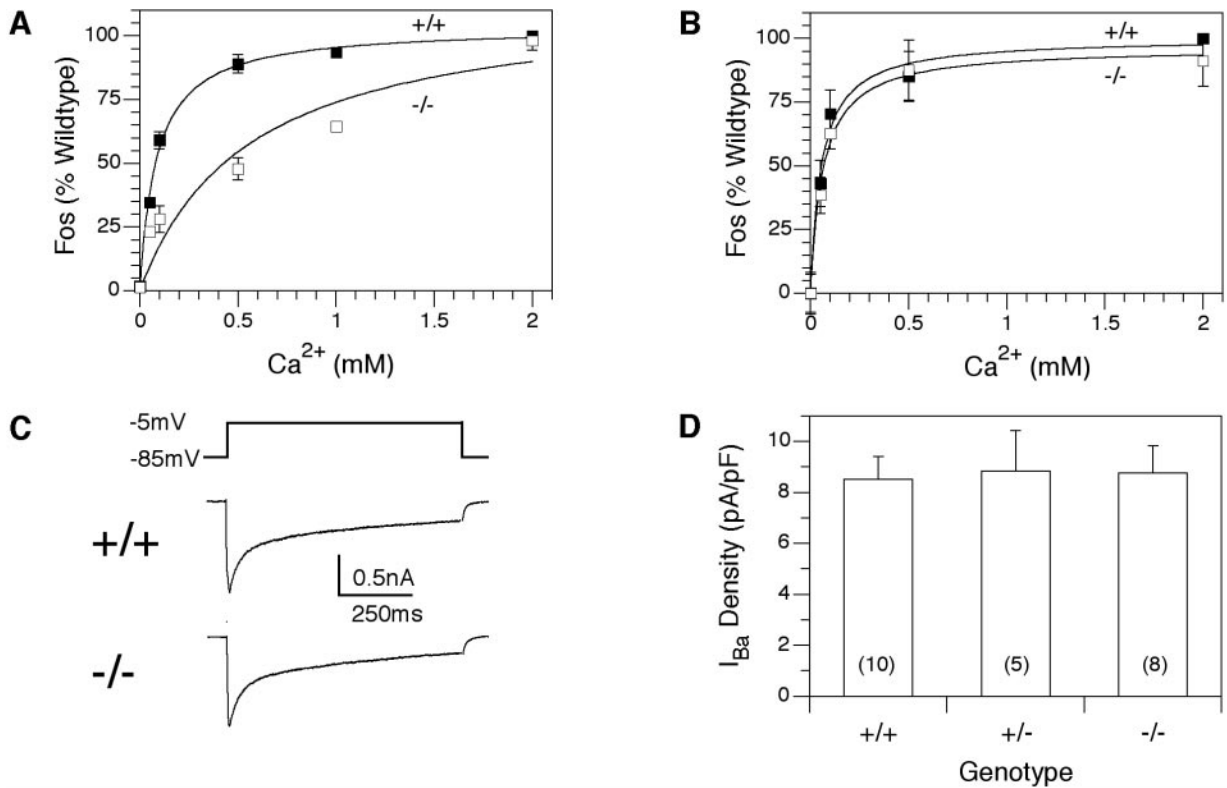 A
Fos (% Wildtype)
100
75
50
25
0
+/+
-/-
0 0.5 1 1.5 2
Ca2+ (mM)
B
Fos (% Wildtype)
100
75
50
25
0
+/+
-/-
0 0.5 1 1.5 2
Ca2+ (mM)
C
-5mV
-85mV
+/+
0.5nA
250ms
-/-
D
IBa Density (pA/pF)
10
8
6
4
2
0
(10) (5) (8)
+/+ +/- -/-
Genotype